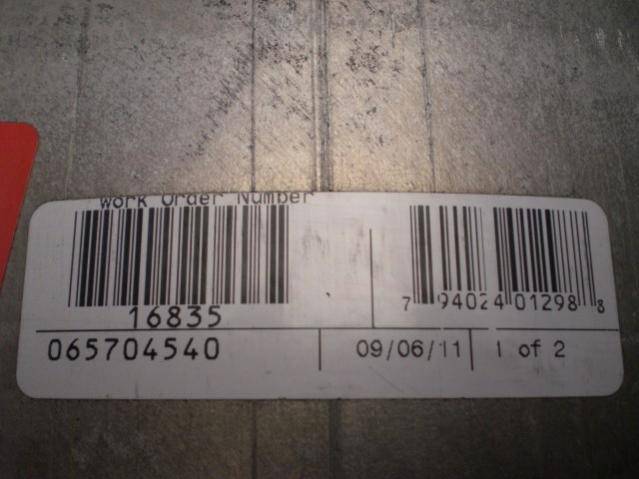 Work Order Number
16835
7 94024 01298 8
065704540 09/06/11 1 of 2